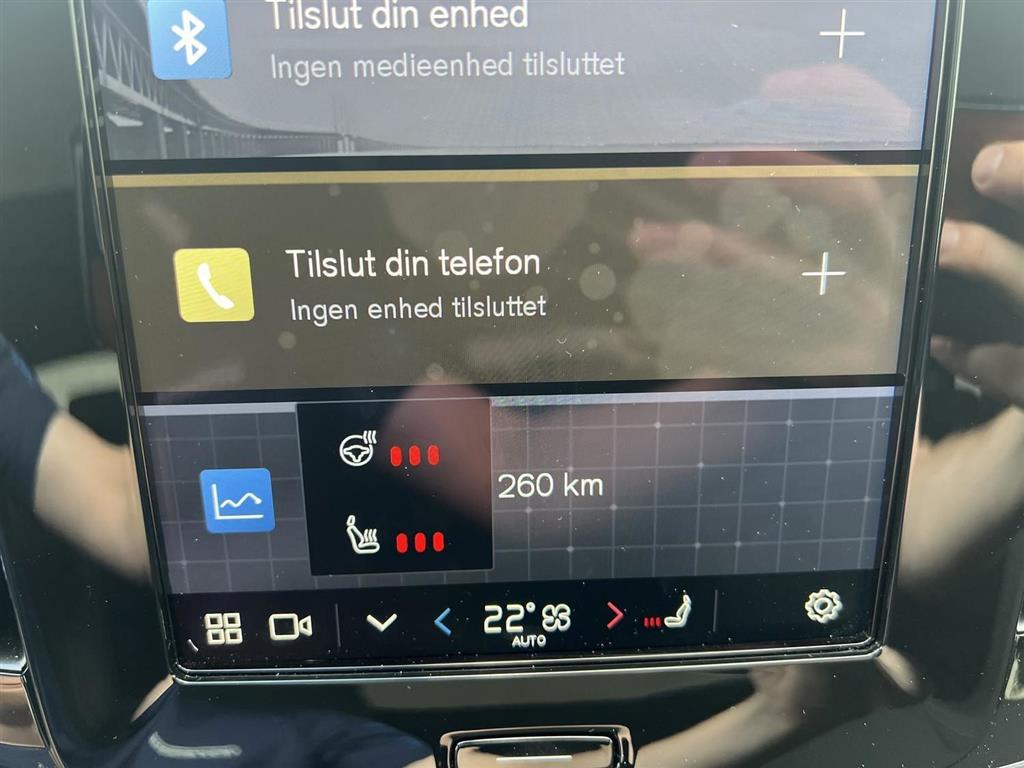 Tilslut din enhed
Ingen medieenhed tilsluttet
Tilslut din telefon
Ingen enhed tilsluttet
260 km
22°
AUTO